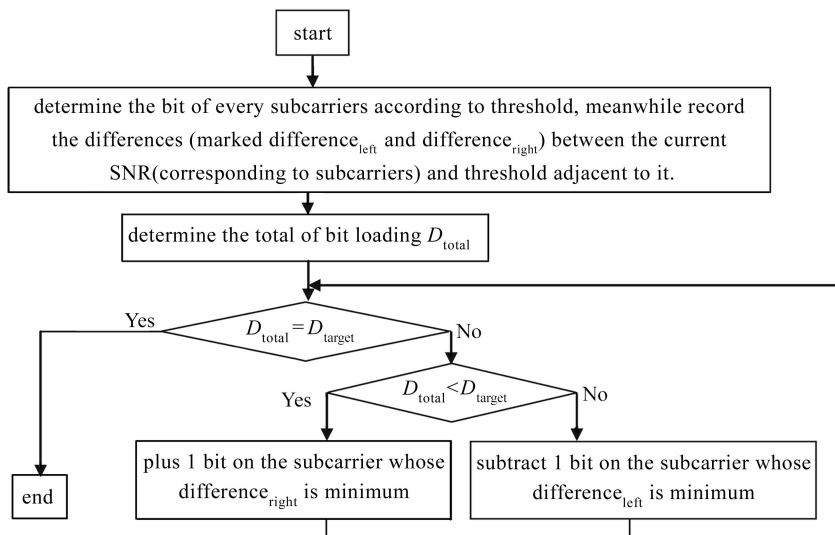 start
determine the bit of every subcarriers according to threshold, meanwhile record
the differences (marked difference_left and difference_right) between the current
SNR(corresponding to subcarriers) and threshold adjacent to it.
determine the total of bit loading D_total
Yes
D_total=D_target
No
Yes
D_total<D_target
No
plus 1 bit on the subcarrier whose
difference_right is minimum
subtract 1 bit on the subcarrier whose
difference_left is minimum
end